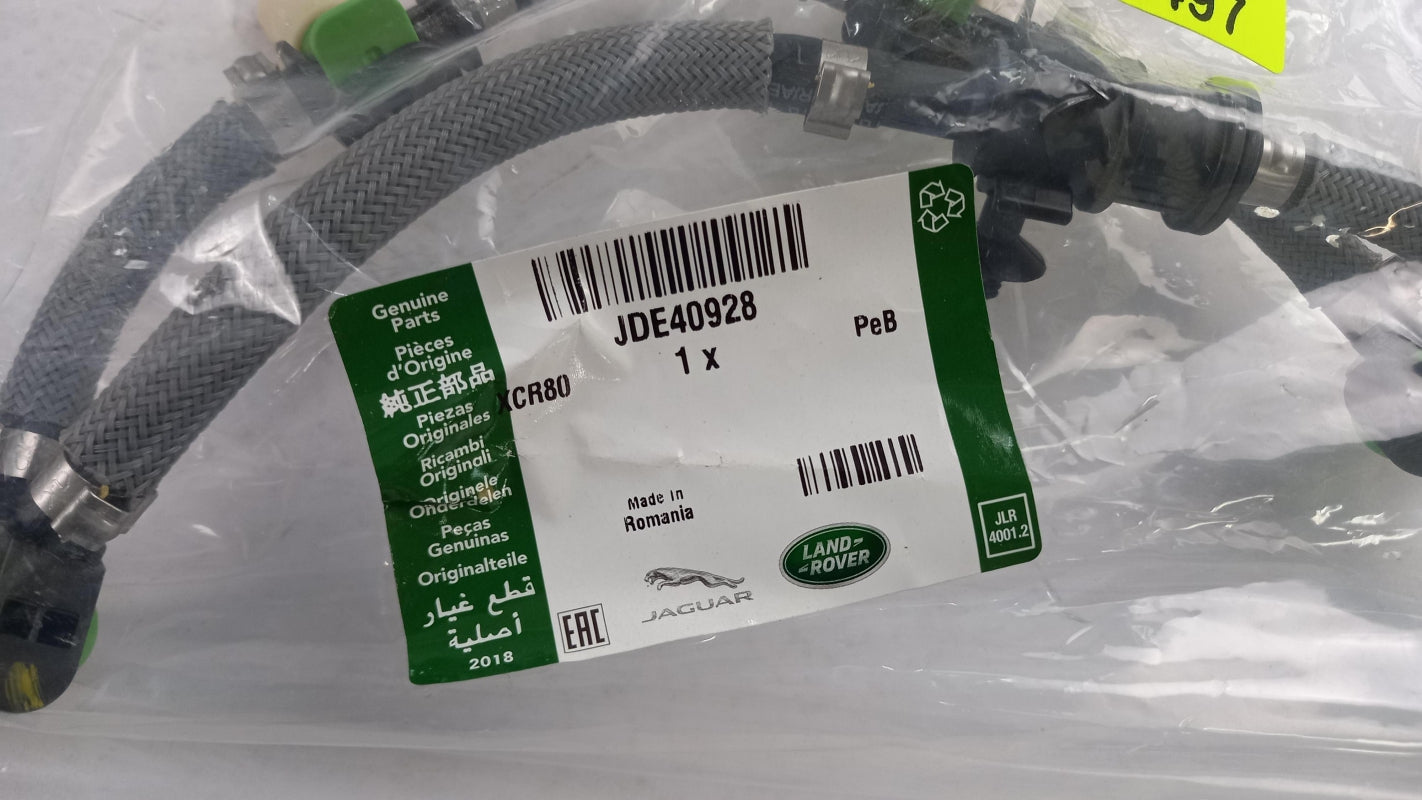 Genuine
Parts
Pièces
d'Origine
純正部品
Piezas
Originales
Ricambi
Originali
Originele
Onderdelen
Peças
Genuinas
Originalteile
قطع غيار
أصلية
2018
JDE40928
1 x
PeB
XCR80
Made In
Romania
EAC
JAGUAR
LAND-
ROVER
JLR
4001.2